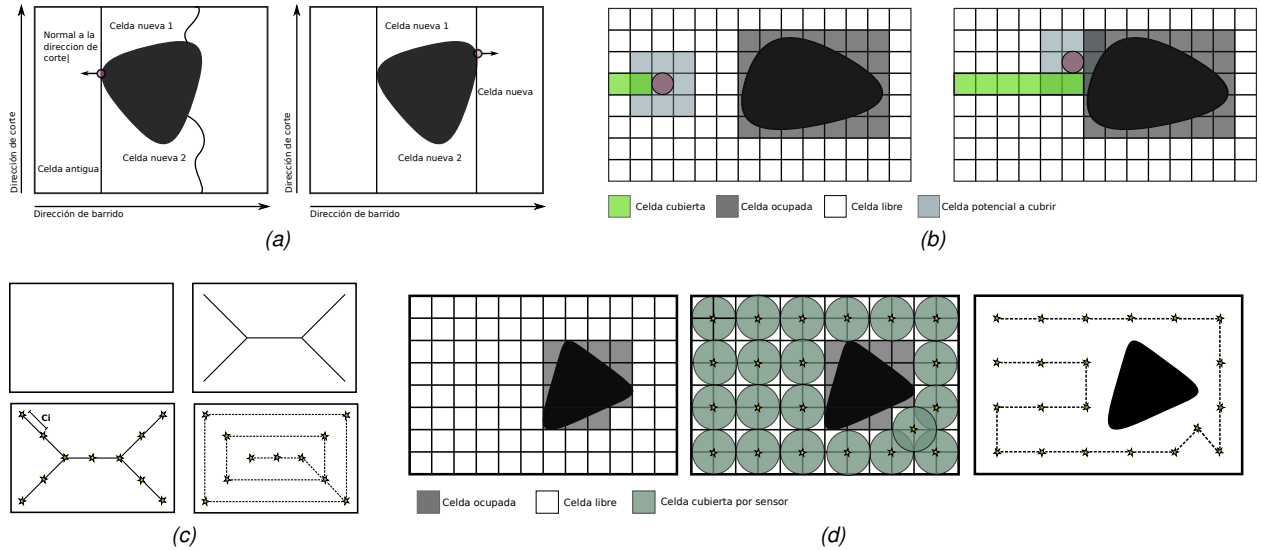 Dirección de corte
Normal a la
direccion de
corte|
Celda nueva 1
Celda nueva 2
Celda antigua
Dirección de barrido
Dirección de corte
Celda nueva 1
Celda nueva
Celda nueva 2
Dirección de barrido
(a)
Celda cubierta
Celda ocupada
Celda libre
Celda potencial a cubrir
(b)
Ci
(c)
Celda ocupada
Celda libre
Celda cubierta por sensor
(d)